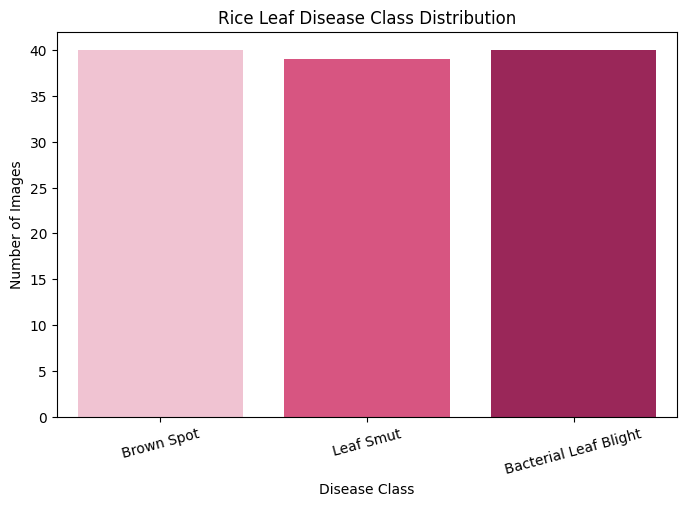 Rice Leaf Disease Class Distribution
Number of Images
40
35
30
25
20
15
10
5
0
Brown Spot
Leaf Smut
Bacterial Leaf Blight
Disease Class